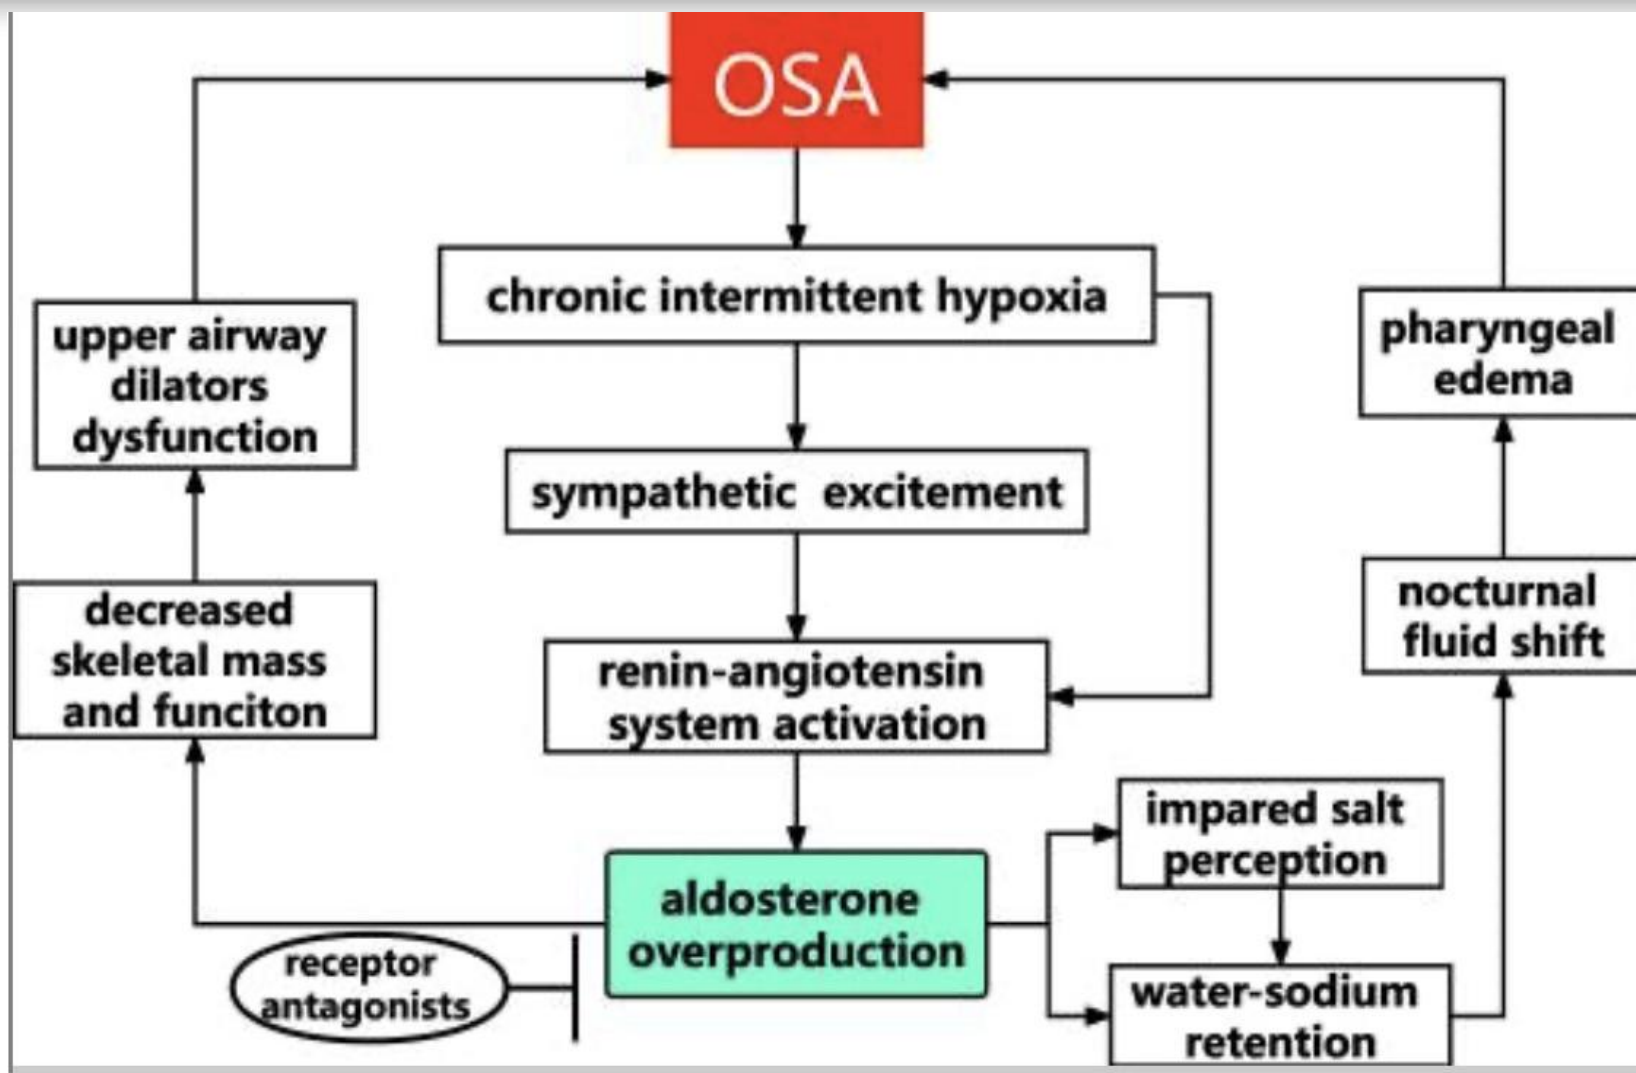 OSA
chronic intermittent hypoxia
upper airway
dilators
dysfunction
pharyngeal
edema
sympathetic excitement
decreased
skeletal mass
and funciton
nocturnal
fluid shift
renin-angiotensin
system activation
impared salt
perception
aldosterone
overproduction
receptor
antagonists
water-sodium
retention